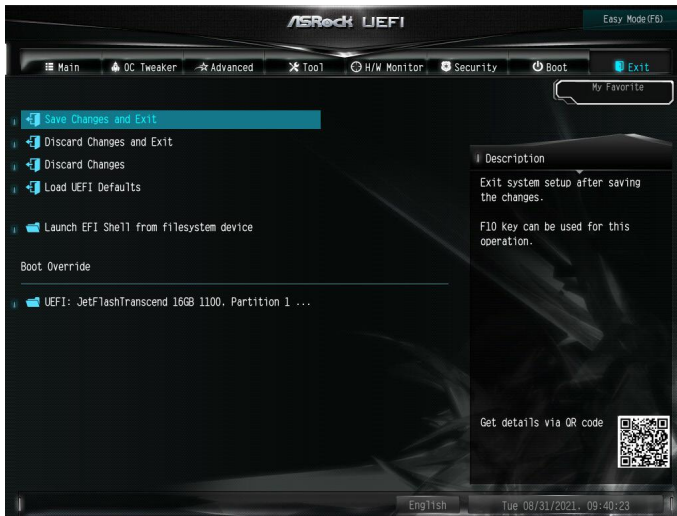 ASRock UEFI
Easy Mode(F6)
Main
OC Tweaker
Advanced
Tool
H/W Monitor
Security
Boot
Exit
My Favorite
Save Changes and Exit
Discard Changes and Exit
Discard Changes
Load UEFI Defaults
Launch EFI Shell from filesystem device
Boot Override
UEFI: JetFlashTranscend 16GB 1100. Partition 1 ...
Description
Exit system setup after saving
the changes.
F10 key can be used for this
operation.
Get details via QR code
English
Tue 08/31/2021. 09:40:23